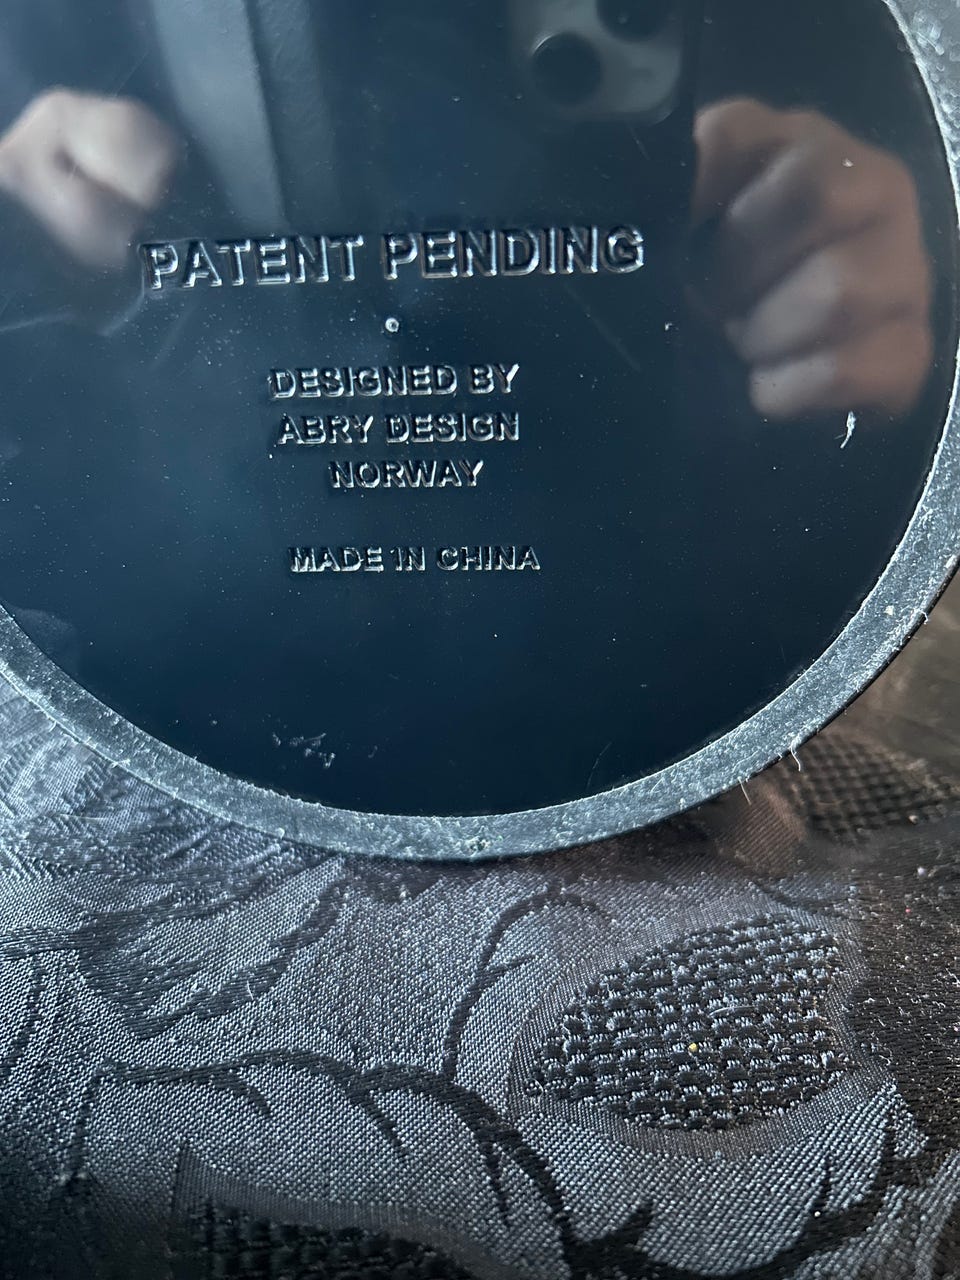 PATENT PENDING
DESIGNED BY
ABRY DESIGN
NORWAY
MADE IN CHINA